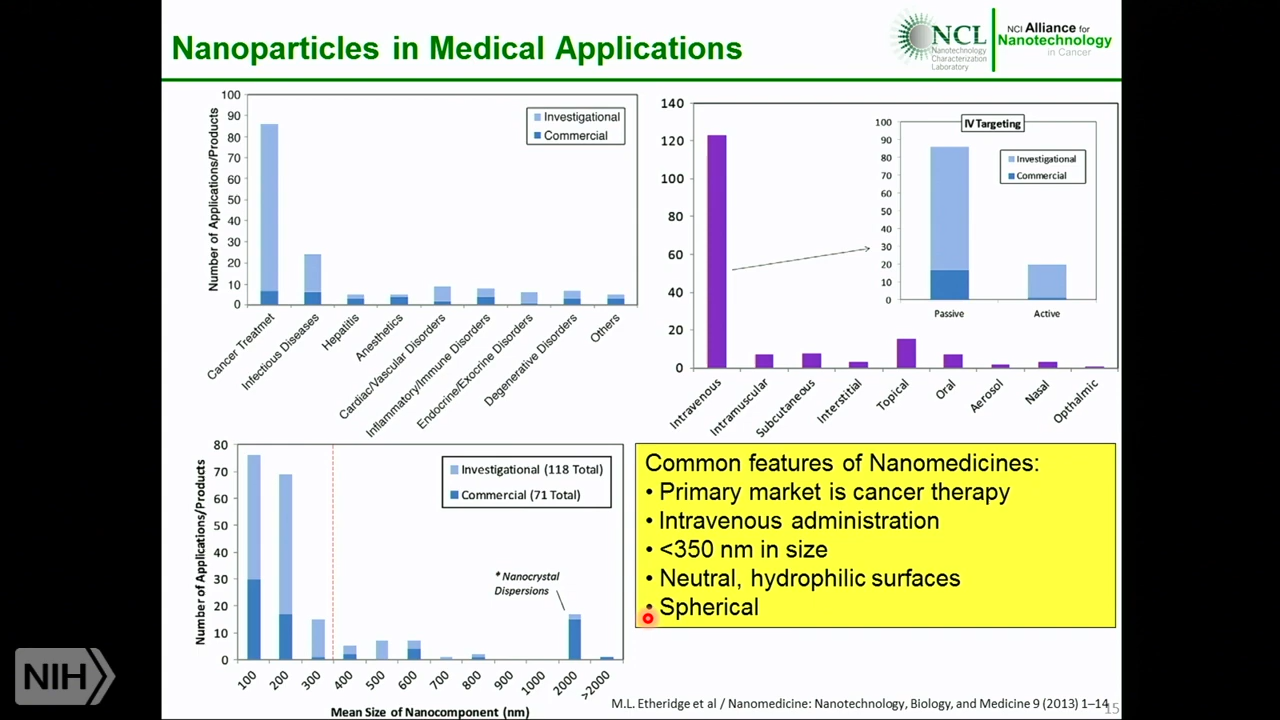 Nanoparticles in Medical Applications
NCL
Nanotechnology
Characterization
Laboratory
NCI Alliance for
Nanotechnology
in Cancer
Number of Applications/Products
100
90
80
70
60
50
40
30
20
10
0
Investigational
Commercial
Cancer Treatmet
Infectious Diseases
Hepatitis
Anesthetics
Cardiac/Vascular Disorders
Inflammatory/Immune Disorders
Endocrine/Exocrine Disorders
Degenerative Disorders
Others
140
120
100
80
60
40
20
0
IV Targeting
100
90
80
70
60
50
40
30
20
10
0
Investigational
Commercial
Passive
Active
Intravenous
Intramuscular
Subcutaneous
Interstitial
Topical
Oral
Aerosol
Nasal
Opthalmic
Number of Applications/Products
80
70
60
50
40
30
20
10
0
Investigational (118 Total)
Commercial (71 Total)
* Nanocrystal
Dispersions
100
200
300
400
500
600
700
800
900
1000
2000
>2000
Mean Size of Nanocomponent (nm)
Common features of Nanomedicines:
• Primary market is cancer therapy
• Intravenous administration
• <350 nm in size
• Neutral, hydrophilic surfaces
• Spherical
M.L. Etheridge et al / Nanomedicine: Nanotechnology, Biology, and Medicine 9 (2013) 1–14
15
NIH